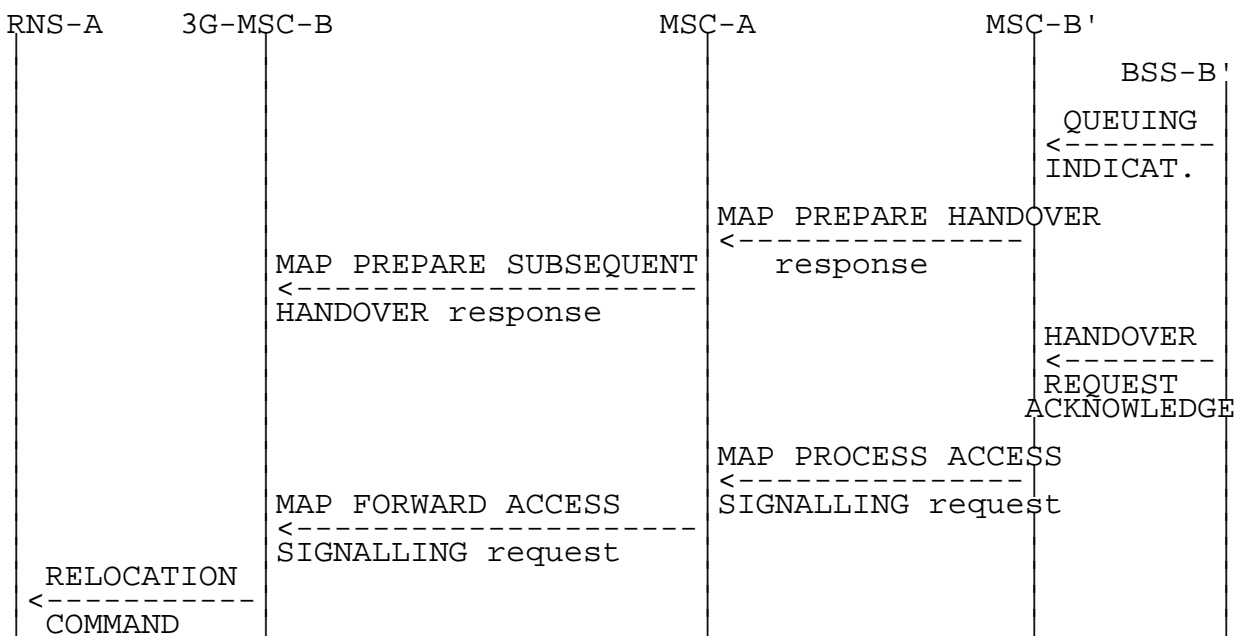 RNS-A 3G-MSC-B MSC-A MSC-B'
BSS-B'
QUEUING
INDICAT.
MAP PREPARE HANDOVER
response
MAP PREPARE SUBSEQUENT
HANDOVER response
HANDOVER
REQUEST
ACKNOWLEDGE
MAP PROCESS ACCESS
SIGNALLING request
MAP FORWARD ACCESS
SIGNALLING request
RELOCATION
COMMAND